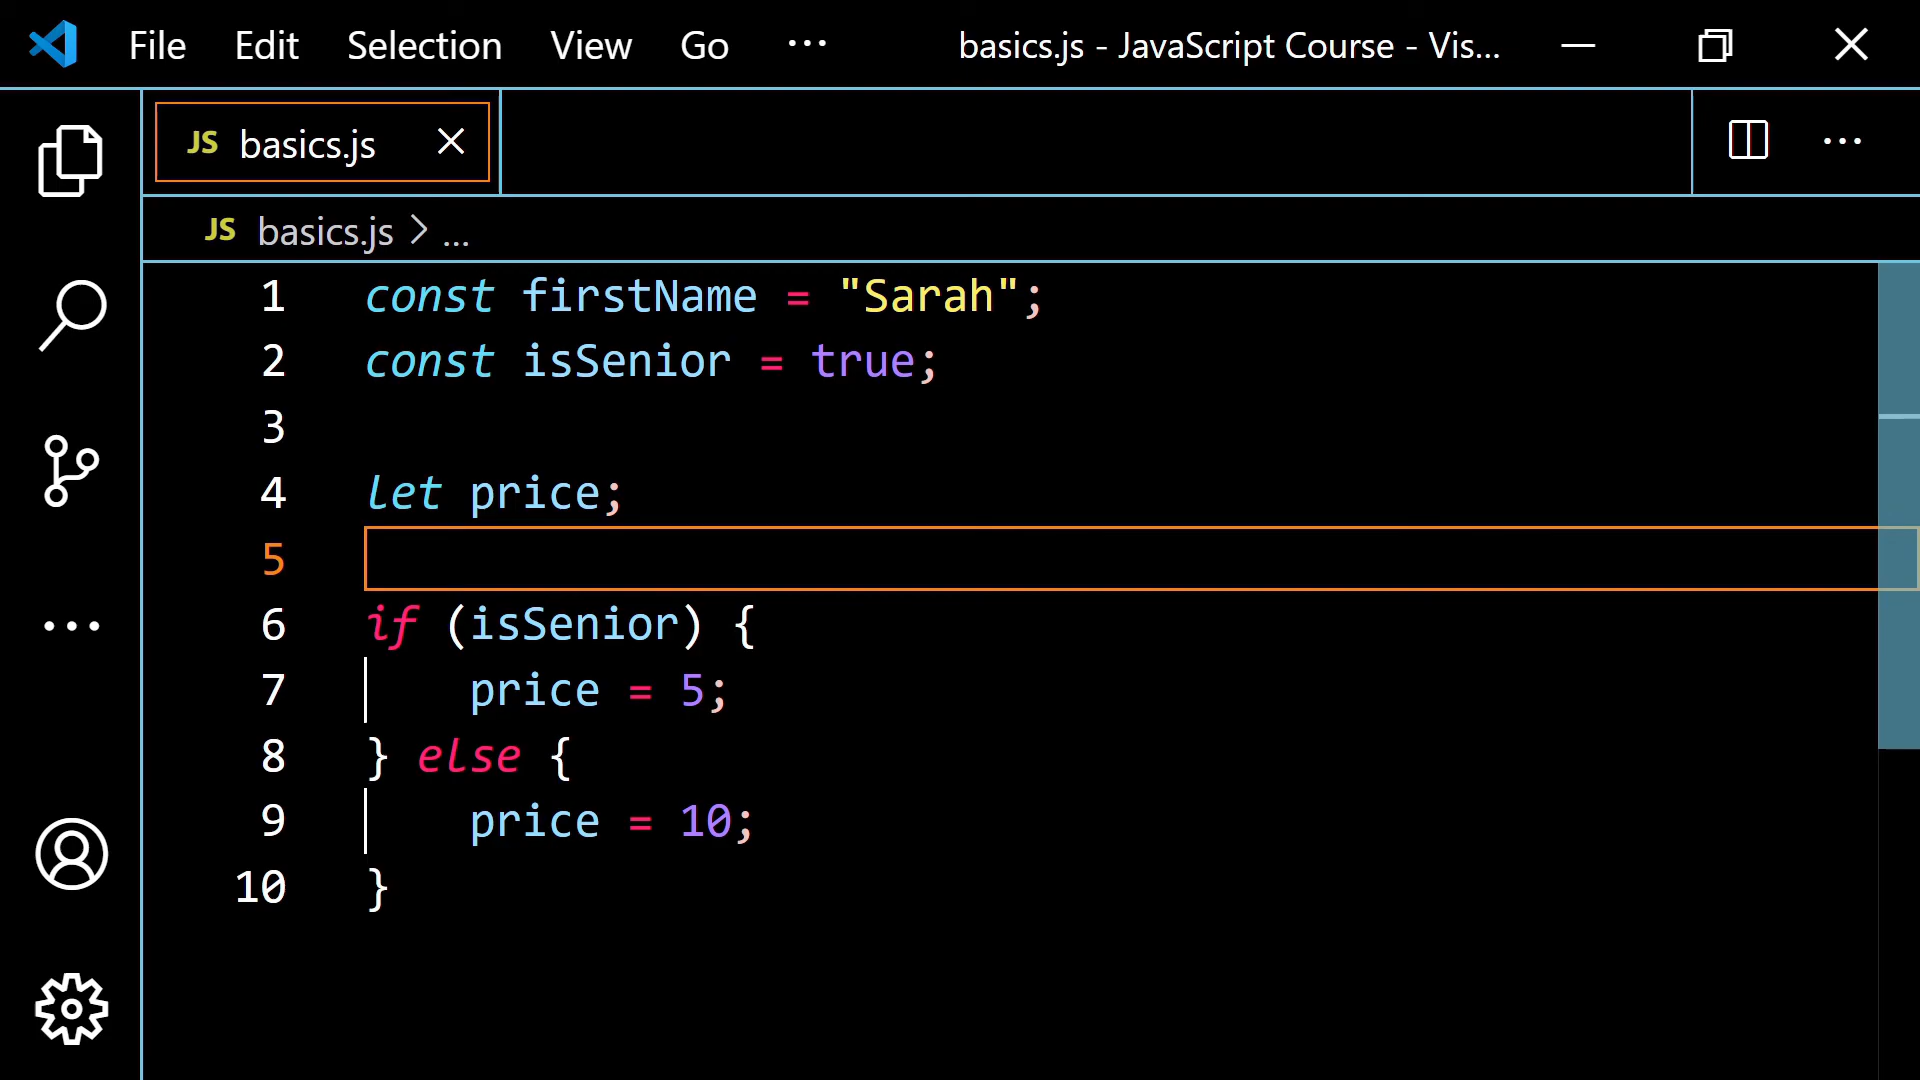 File Edit Selection View Go ··· basics.js - JavaScript Course - Vis...
JS basics.js
JS basics.js > ...
1 const firstName = "Sarah";
2 const isSenior = true;
3
4 let price;
5
6 if (isSenior) {
7     price = 5;
8 } else {
9     price = 10;
10 }